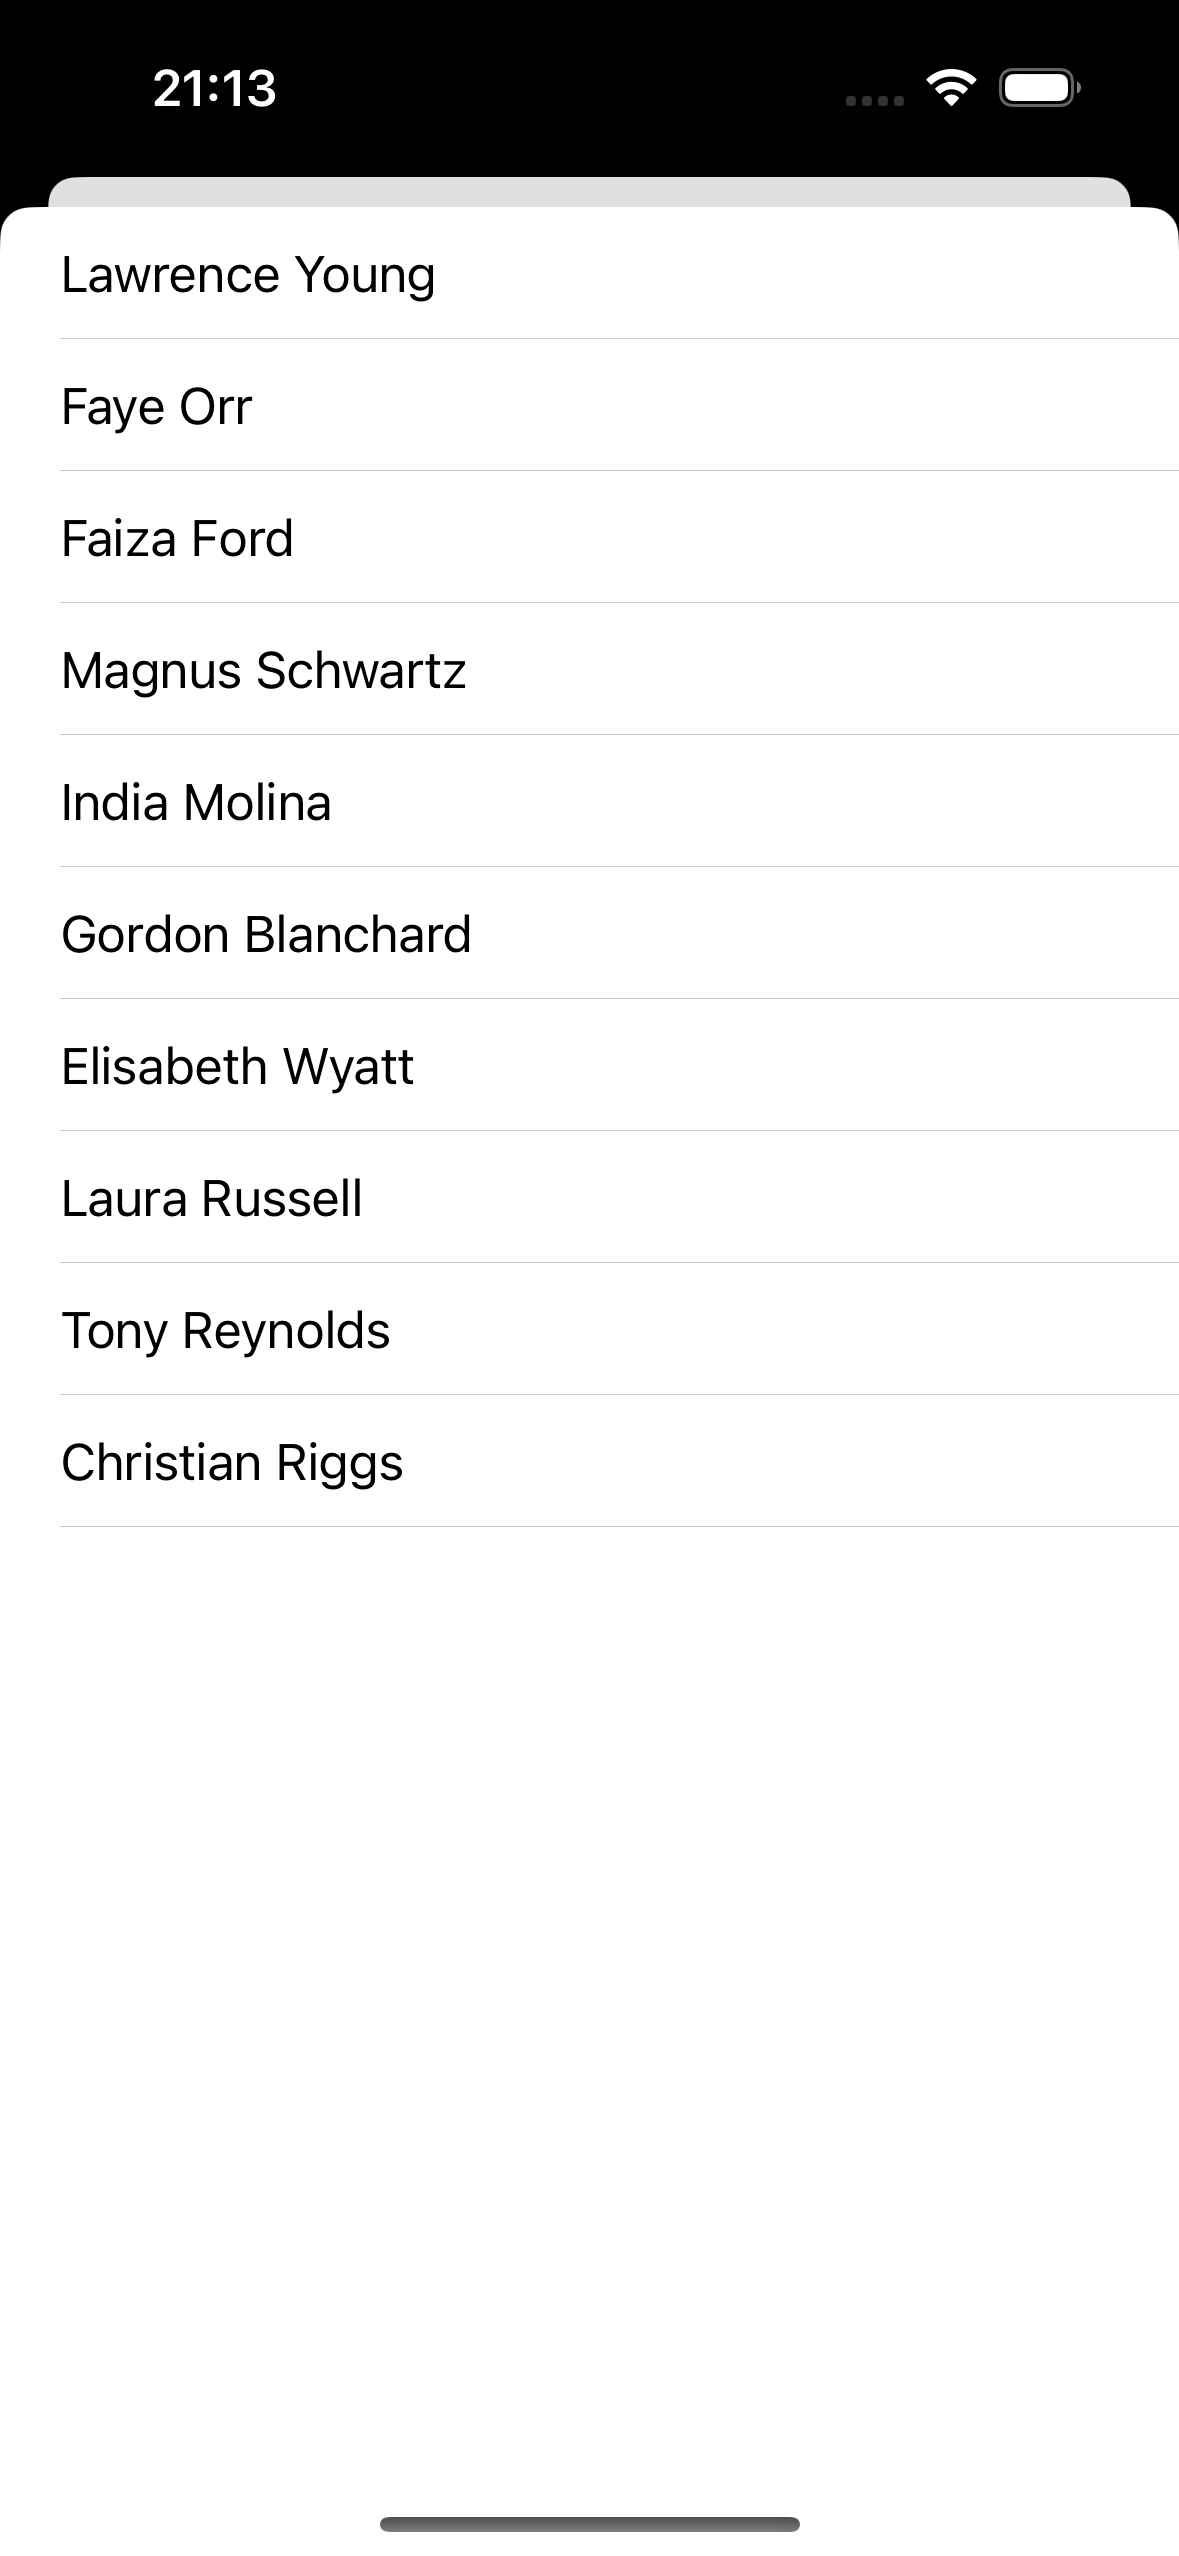 21:13
Lawrence Young
Faye Orr
Faiza Ford
Magnus Schwartz
India Molina
Gordon Blanchard
Elisabeth Wyatt
Laura Russell
Tony Reynolds
Christian Riggs